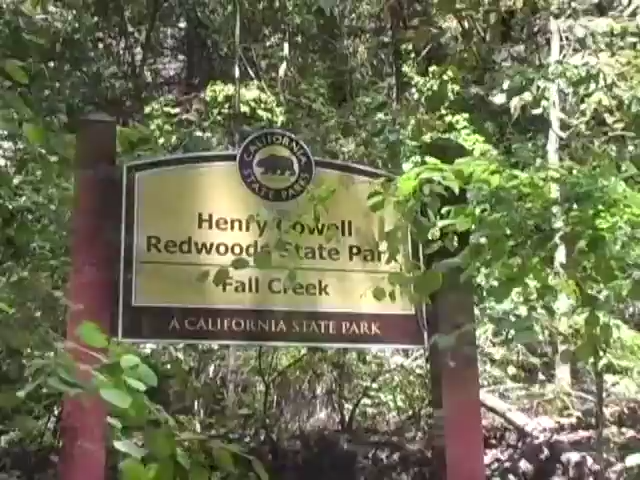 CALIFORNIA
STATE PARKS
Henry Cowell
Redwoods State Park
Fall Creek
A CALIFORNIA STATE PARK